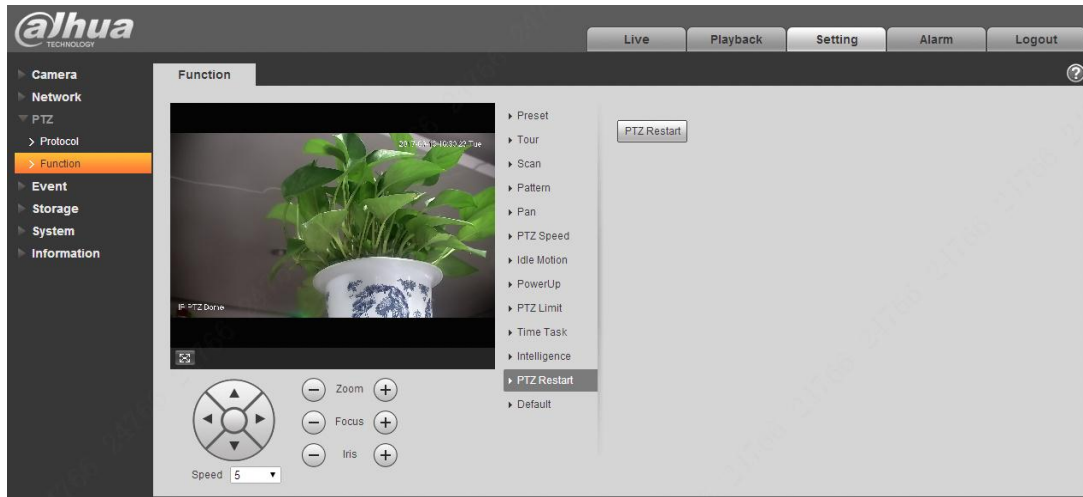 alhua
TECHNOLOGY
Live
Playback
Setting
Alarm
Logout
Camera
Network
PTZ
Protocol
Function
Event
Storage
System
Information
Function
Tue
IP PTZ Dome
Preset
Tour
Scan
Pattern
Pan
PTZ Speed
Idle Motion
PowerUp
PTZ Limit
Time Task
Intelligence
PTZ Restart
Default
PTZ Restart
Zoom
Focus
Iris
Speed 5